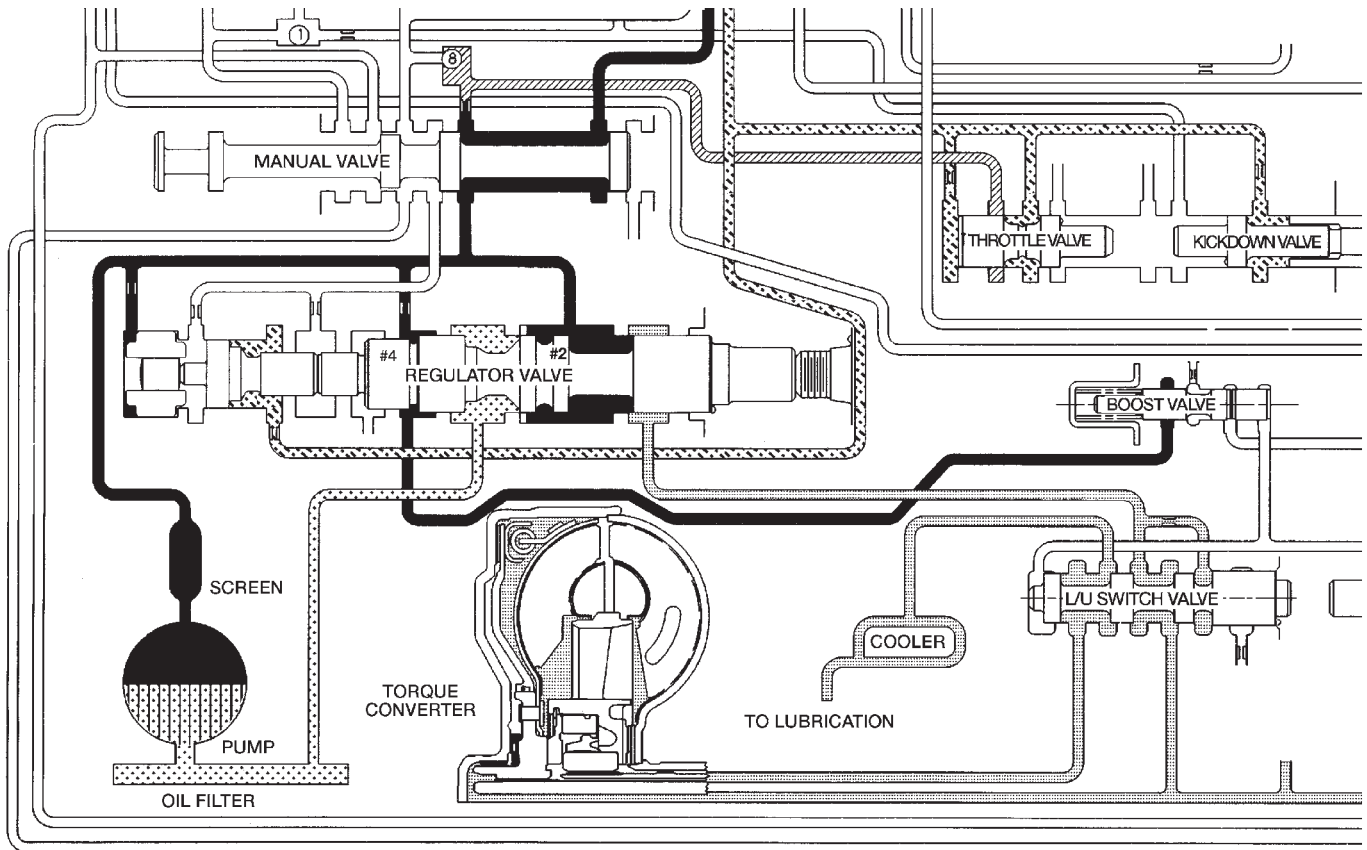 1
8
MANUAL VALVE
THROTTLE VALVE
KICKDOWN VALVE
#4
#2
REGULATOR VALVE
BOOST VALVE
SCREEN
L/U SWITCH VALVE
COOLER
TORQUE
CONVERTER
TO LUBRICATION
PUMP
OIL FILTER